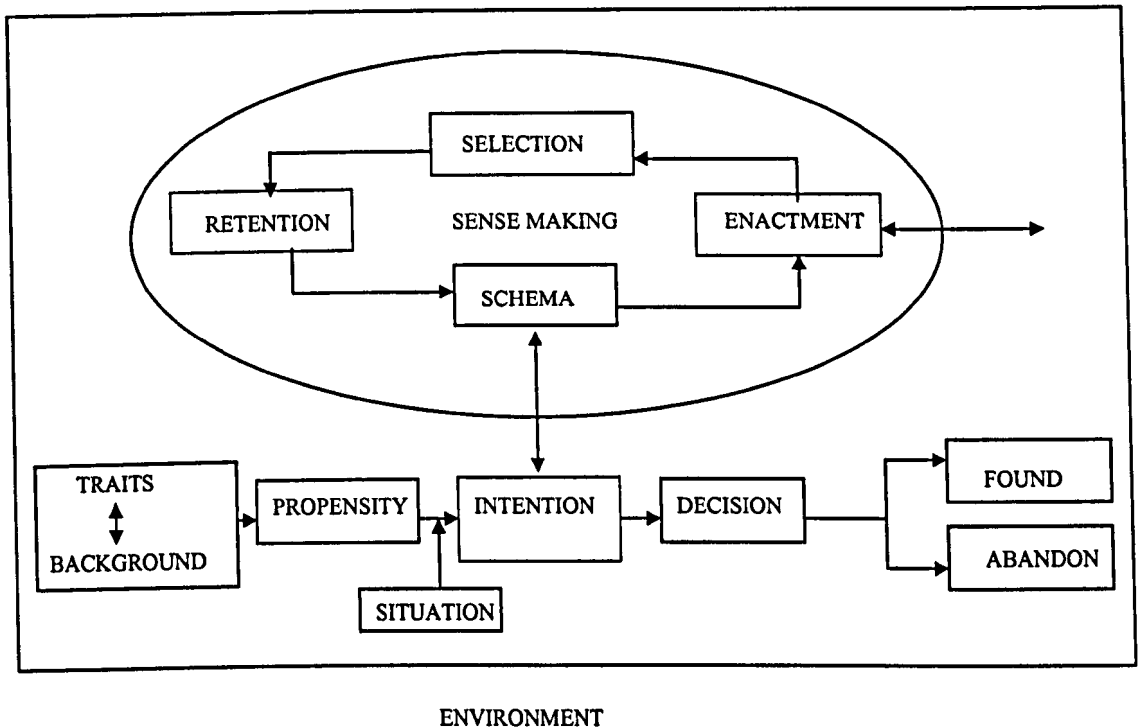 SELECTION
RETENTION
SENSE MAKING
ENACTMENT
SCHEMA
TRAITS
BACKGROUND
PROPENSITY
INTENTION
DECISION
FOUND
ABANDON
SITUATION
ENVIRONMENT